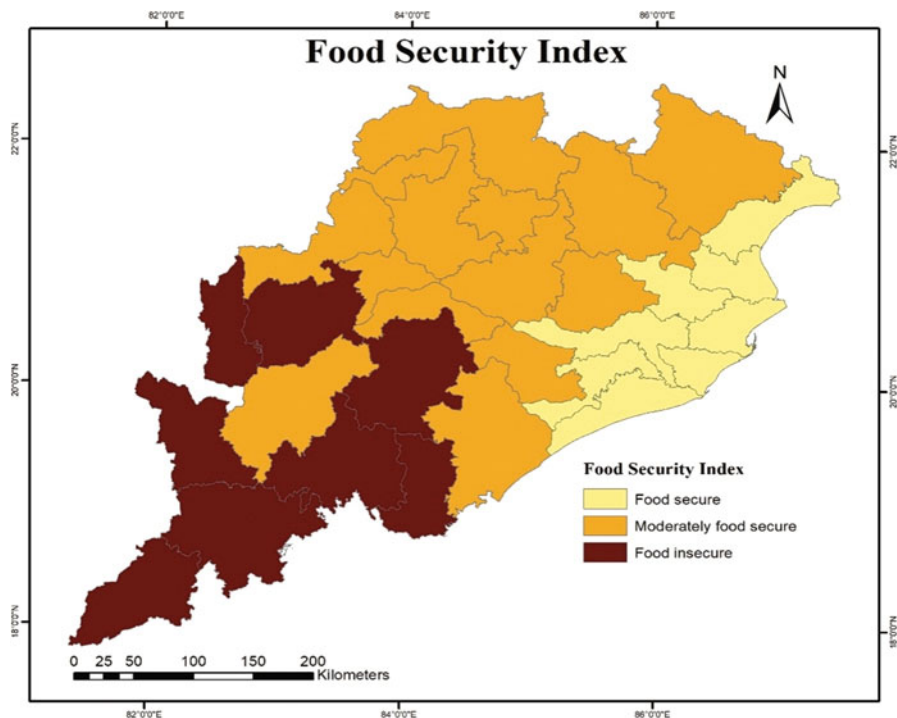 82°0'0"E 84°0'0"E 86°0'0"E
Food Security Index
N
22°0'0"N 22°0'0"N
20°0'0"N 20°0'0"N
Food Security Index
Food secure
Moderately food secure
Food insecure
18°0'0"N 18°0'0"N
0 25 50 100 150 200
Kilometers
82°0'0"E 84°0'0"E 86°0'0"E